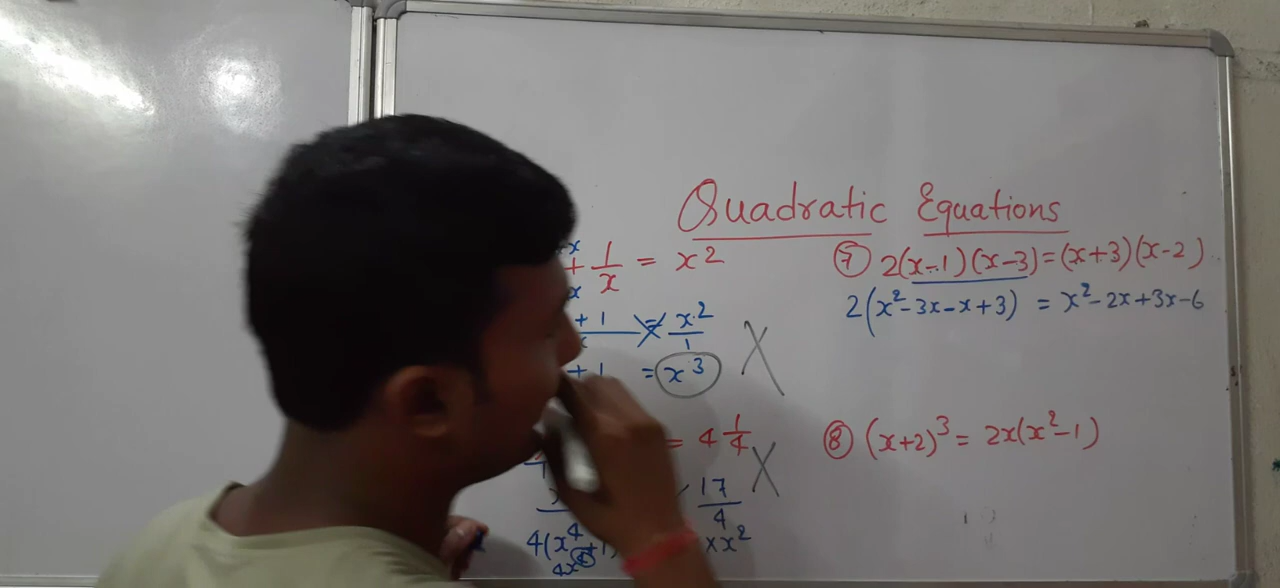 Quadratic Equations
x
+ 1/x = x²
x
+ 1 = x²/1
+ 1 = x³
X
= 4 1/4
17/4
X
4(x⁴+1) × x²
4x
⑦ 2(x-1)(x-3)=(x+3)(x-2)
2(x²-3x-x+3) = x²-2x+3x-6
⑧ (x+2)³= 2x(x²-1)